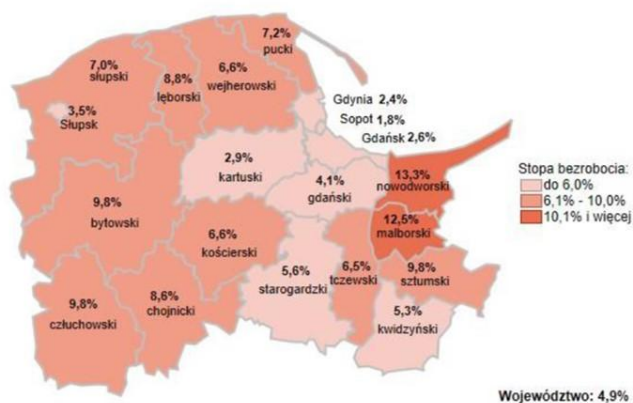 7,2%
pucki
7,0%
słupski
8,8%
lęborski
6,6%
wejherowski
3,5%
Słupsk
Gdynia 2,4%
Sopot 1,8%
Gdańsk 2,6%
2,9%
kartuski
4,1%
gdański
13,3%
nowodworski
Stopa bezrobocia:
do 6,0%
6,1% - 10,0%
10,1% i więcej
9,8%
bytowski
6,6%
kościerski
12,5%
malborski
5,6%
starogardzki
6,5%
tczewski
9,8%
sztumski
9,8%
człuchowski
8,6%
chojnicki
5,3%
kwidzyński
Województwo: 4,9%